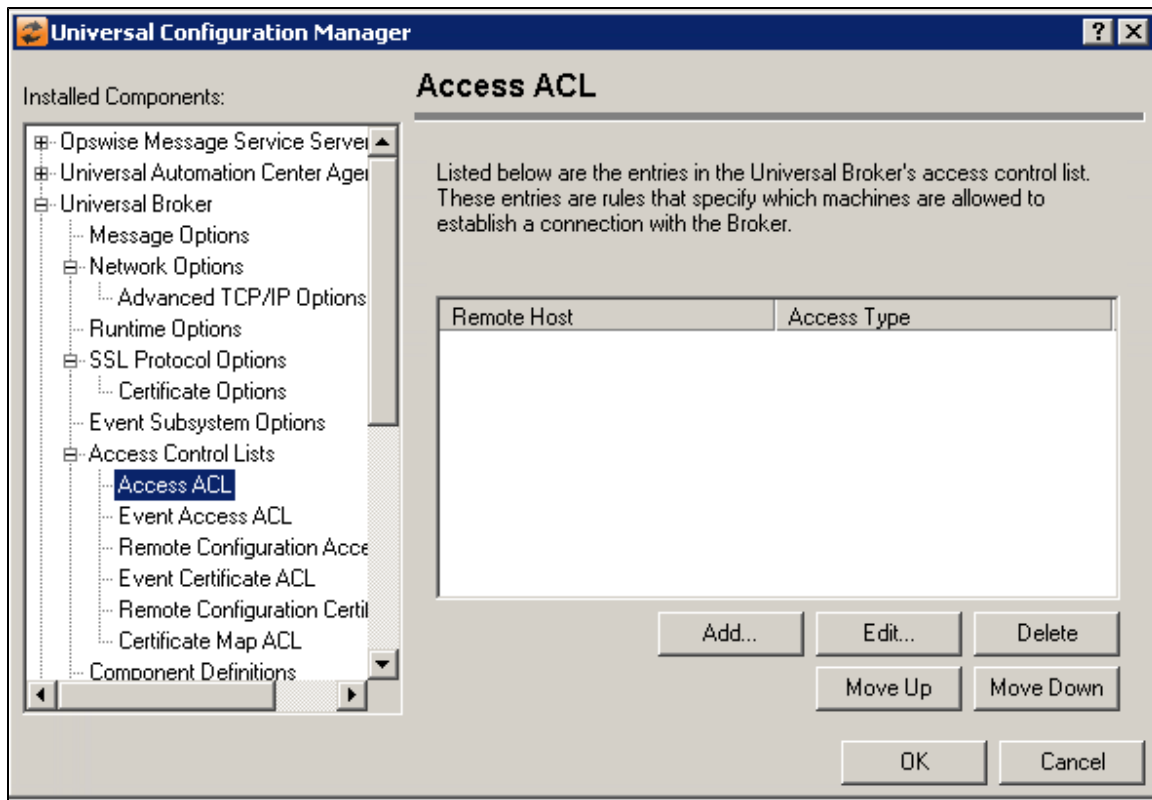 Universal Configuration Manager
Installed Components:
Opswise Message Service Server
Universal Automation Center Agen
Universal Broker
Message Options
Network Options
Advanced TCP/IP Options
Runtime Options
SSL Protocol Options
Certificate Options
Event Subsystem Options
Access Control Lists
Access ACL
Event Access ACL
Remote Configuration Acce
Event Certificate ACL
Remote Configuration Certif
Certificate Map ACL
Component Definitions
Access ACL
Listed below are the entries in the Universal Broker's access control list.
These entries are rules that specify which machines are allowed to
establish a connection with the Broker.
Remote Host Access Type
Add... Edit... Delete
Move Up Move Down
OK Cancel